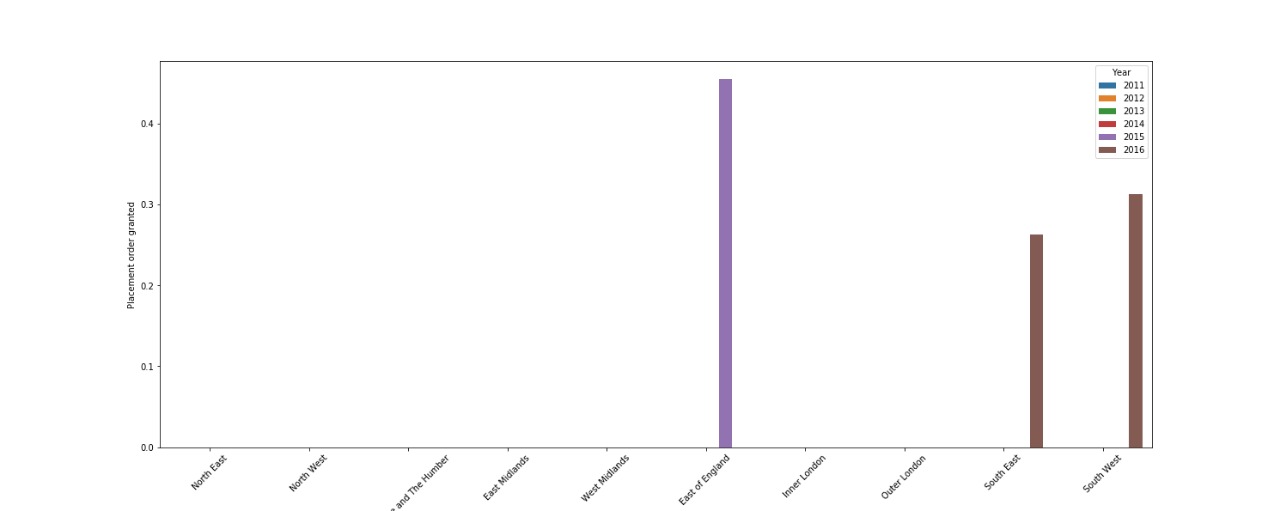 Year
2011
2012
2013
2014
2015
2016
0.4
0.3
0.2
0.1
0.0
Placement order granted
North East
North West
and The Humber
East Midlands
West Midlands
East of England
Inner London
Outer London
South East
South West